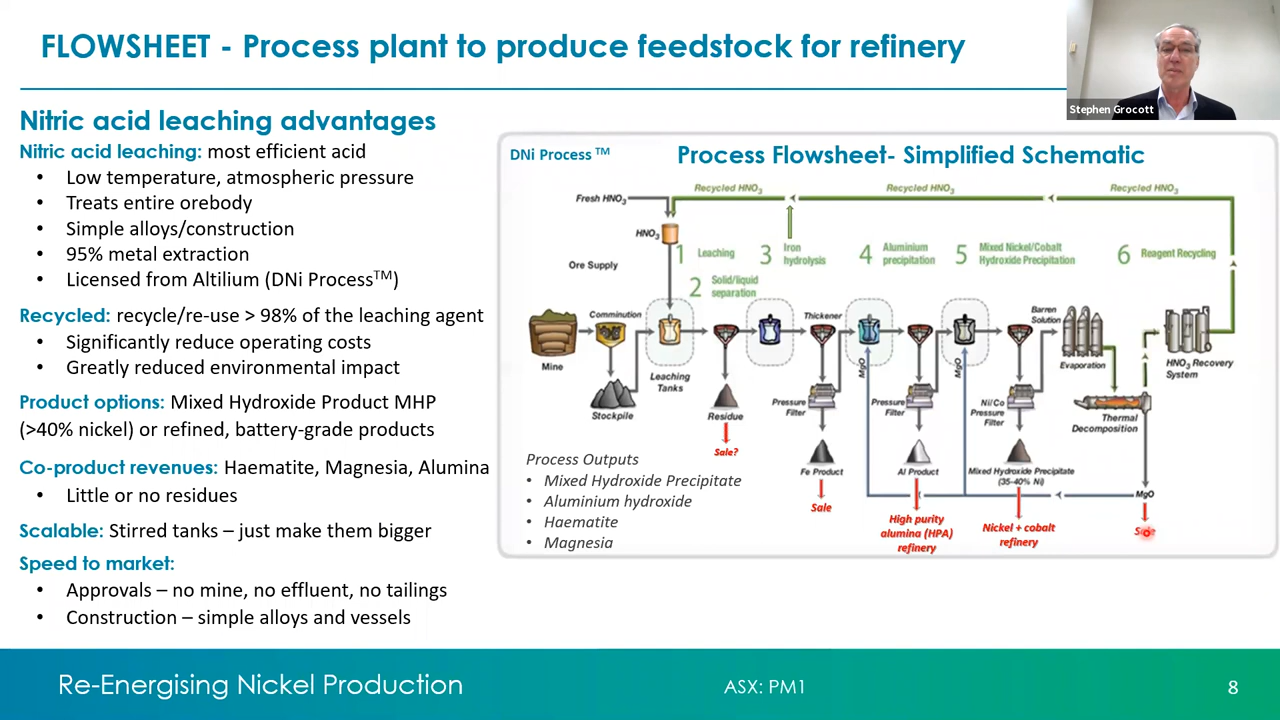 FLOWSHEET - Process plant to produce feedstock for refinery
Stephen Grocott
Nitric acid leaching advantages
Nitric acid leaching: most efficient acid
• Low temperature, atmospheric pressure
• Treats entire orebody
• Simple alloys/construction
• 95% metal extraction
• Licensed from Altilium (DNi Process™)
Recycled: recycle/re-use > 98% of the leaching agent
• Significantly reduce operating costs
• Greatly reduced environmental impact
Product options: Mixed Hydroxide Product MHP
(>40% nickel) or refined, battery-grade products
Co-product revenues: Haematite, Magnesia, Alumina
• Little or no residues
Scalable: Stirred tanks – just make them bigger
Speed to market:
• Approvals – no mine, no effluent, no tailings
• Construction – simple alloys and vessels
DNi Process ™
Process Flowsheet- Simplified Schematic
Recycled HNO₃
Recycled HNO₃
Recycled HNO₃
Fresh HNO₃
HNO₃
Ore Supply
1 Leaching
2 Solid/liquid
separation
3 Iron
hydrolysis
4 Aluminium
precipitation
5 Mixed Nickel/Cobalt
Hydroxide Precipitation
6 Reagent Recycling
Comminution
Thickener
Barren
Solution
Mine
Stockpile
Leaching
Tanks
Residue
Sale?
Pressure
Filter
Fe Product
Sale
MgO
Pressure
Filter
Al Product
High purity
alumina (HPA)
refinery
MgO
Ni/Co
Pressure
Filter
Mixed Hydroxide Precipitate
(35-40% Ni)
Nickel + cobalt
refinery
Evaporation
Thermal
Decomposition
HNO₃ Recovery
System
MgO
Process Outputs
• Mixed Hydroxide Precipitate
• Aluminium hydroxide
• Haematite
• Magnesia
Re-Energising Nickel Production
ASX: PM1
8